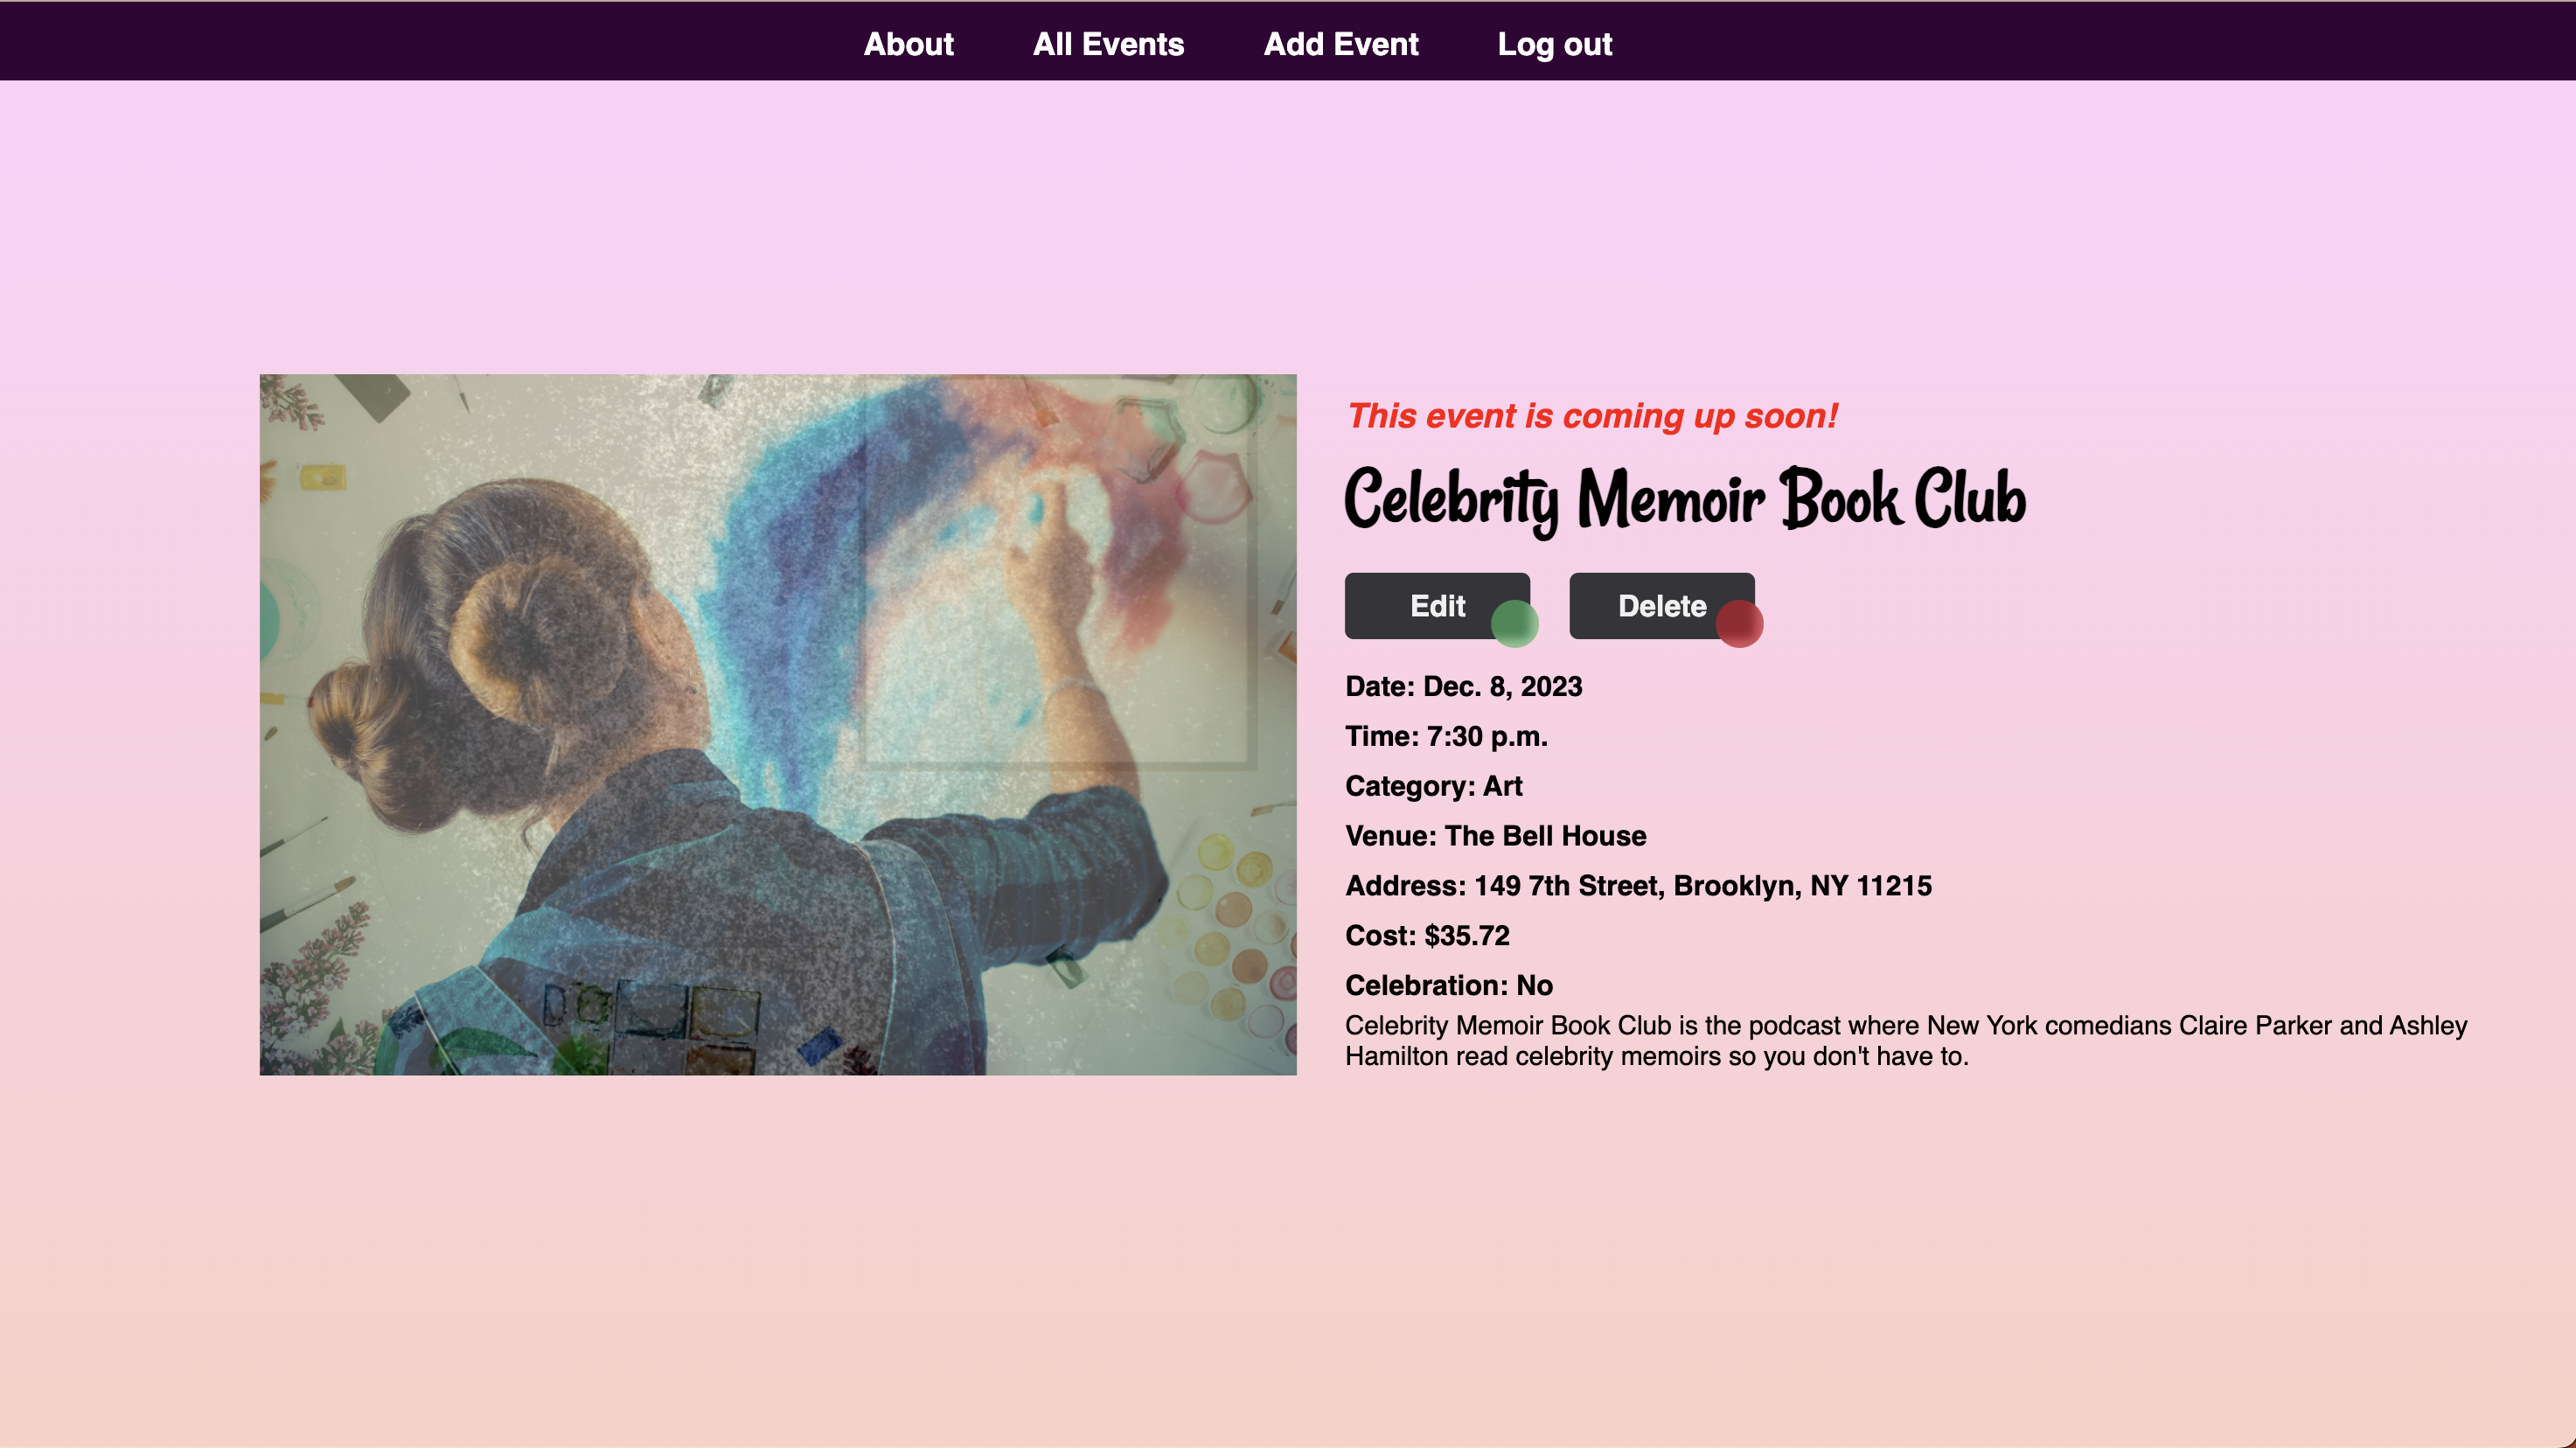 About All Events Add Event Log out
This event is coming up soon!
Celebrity Memoir Book Club
Edit Delete
Date: Dec. 8, 2023
Time: 7:30 p.m.
Category: Art
Venue: The Bell House
Address: 149 7th Street, Brooklyn, NY 11215
Cost: $35.72
Celebration: No
Celebrity Memoir Book Club is the podcast where New York comedians Claire Parker and Ashley
Hamilton read celebrity memoirs so you don't have to.